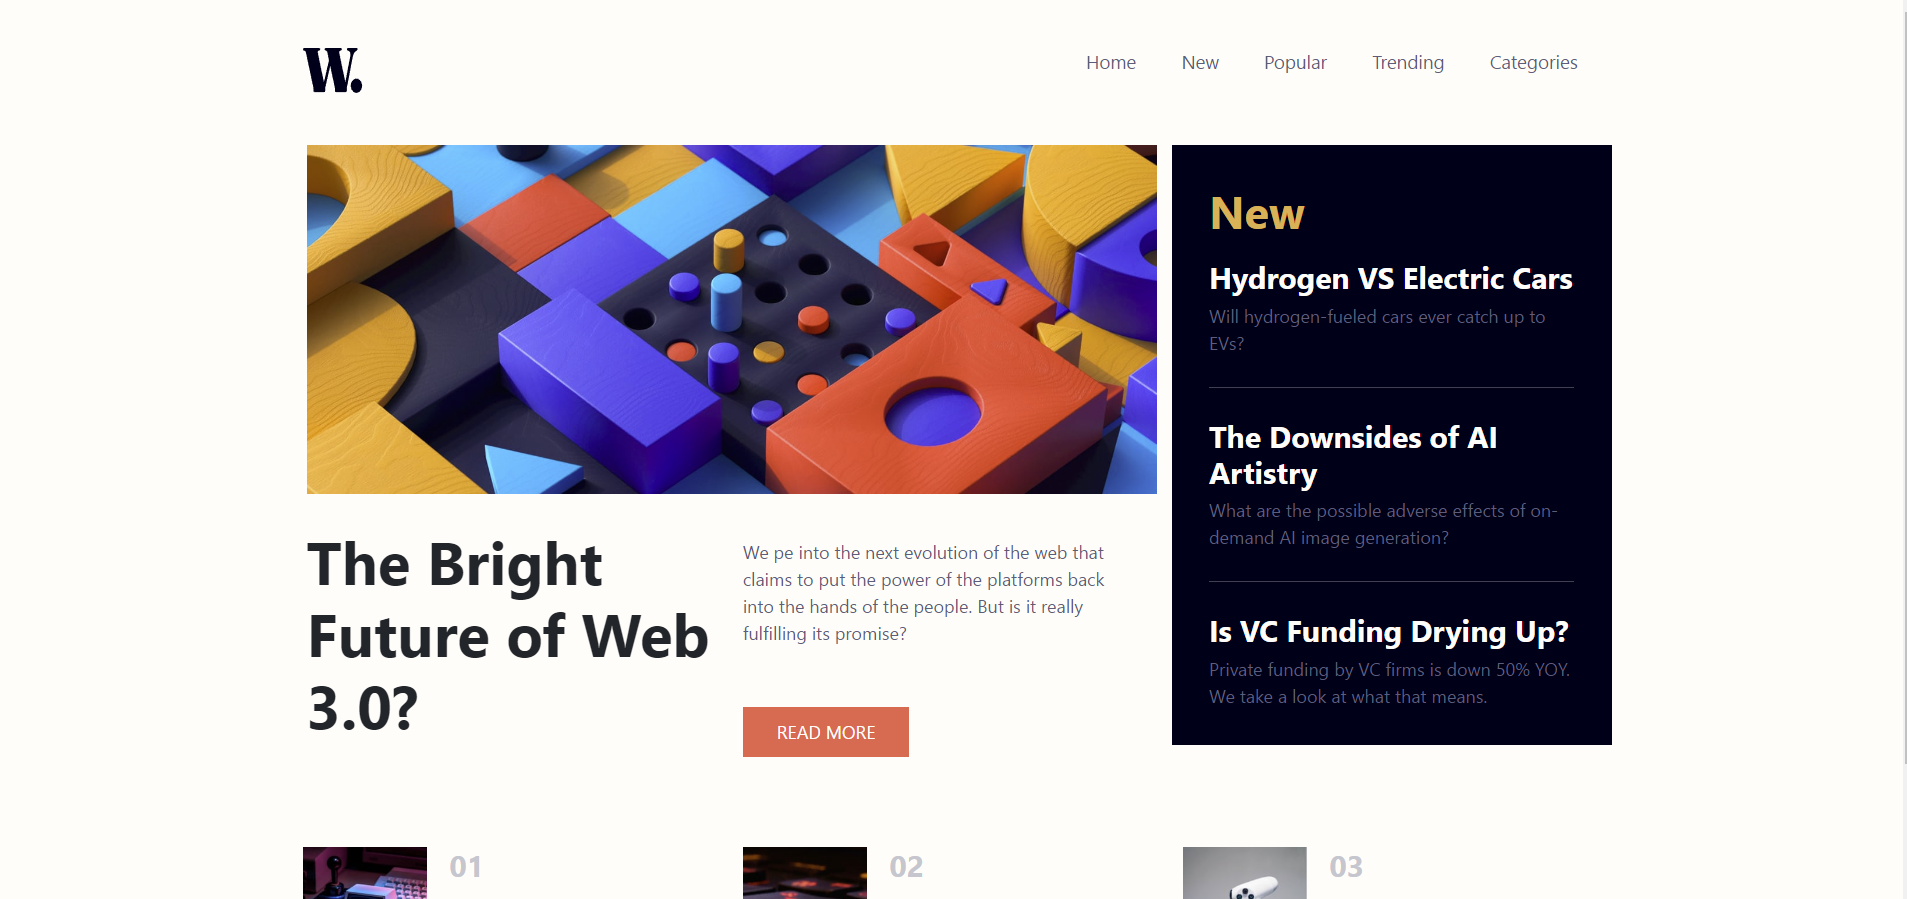 W.
Home New Popular Trending Categories
The Bright
Future of Web
3.0?
We pe into the next evolution of the web that
claims to put the power of the platforms back
into the hands of the people. But is it really
fulfilling its promise?
READ MORE
New
Hydrogen VS Electric Cars
Will hydrogen-fueled cars ever catch up to
EVs?
The Downsides of AI
Artistry
What are the possible adverse effects of on-
demand AI image generation?
Is VC Funding Drying Up?
Private funding by VC firms is down 50% YOY.
We take a look at what that means.
01
02
03